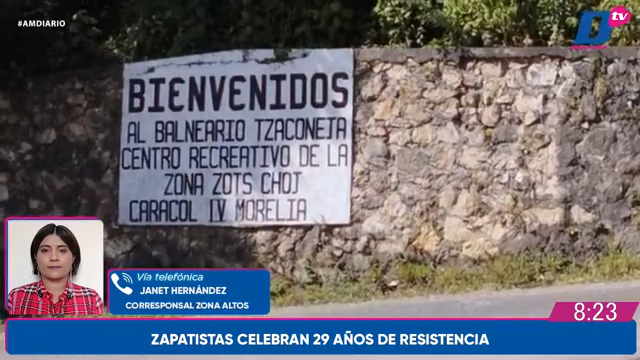 #AMDIARIO
D tv
BIENVENIDOS
AL BALNEARIO TZACONEJA
CENTRO RECREATIVO DE LA
ZONA ZOTS CHOJ
CARACOL IV MORELIA
Vía telefónica
JANET HERNÁNDEZ
CORRESPONSAL ZONA ALTOS
8:23
ZAPATISTAS CELEBRAN 29 AÑOS DE RESISTENCIA